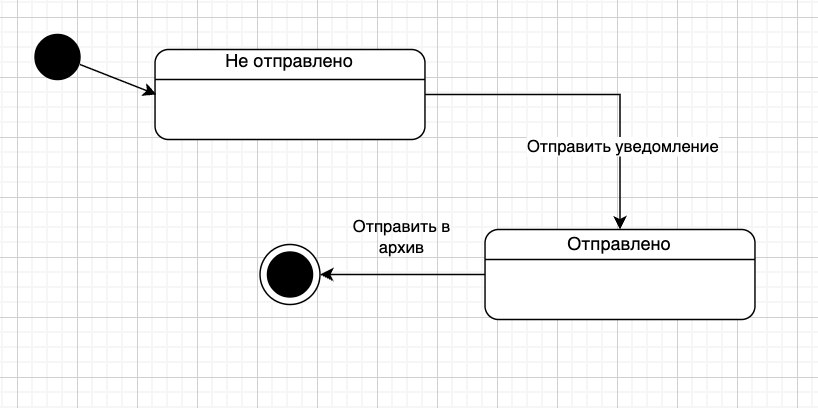 Не отправлено
Отправить уведомление
Отправить в
архив
Отправлено